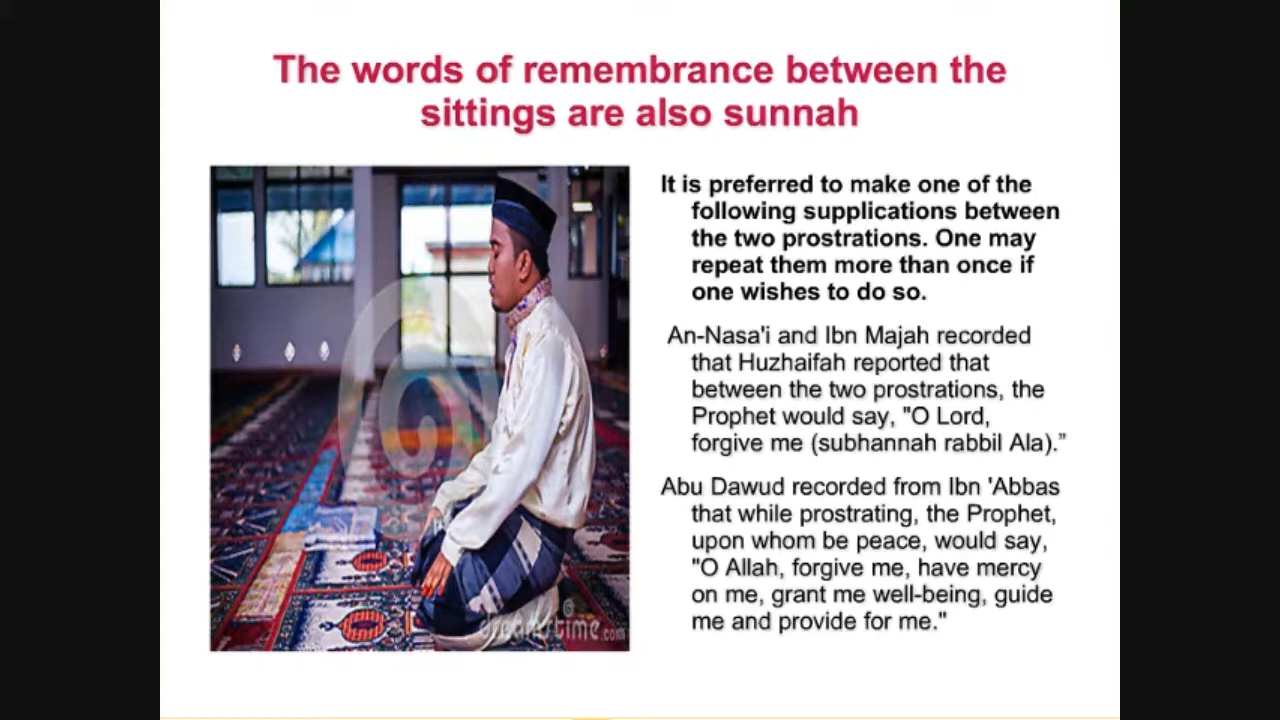 The words of remembrance between the
sittings are also sunnah
It is preferred to make one of the
following supplications between
the two prostrations. One may
repeat them more than once if
one wishes to do so.
An-Nasa'i and Ibn Majah recorded
that Huzhaifah reported that
between the two prostrations, the
Prophet would say, "O Lord,
forgive me (subhannah rabbil Ala).”
Abu Dawud recorded from Ibn 'Abbas
that while prostrating, the Prophet,
upon whom be peace, would say,
"O Allah, forgive me, have mercy
on me, grant me well-being, guide
me and provide for me."
dreamstime.com